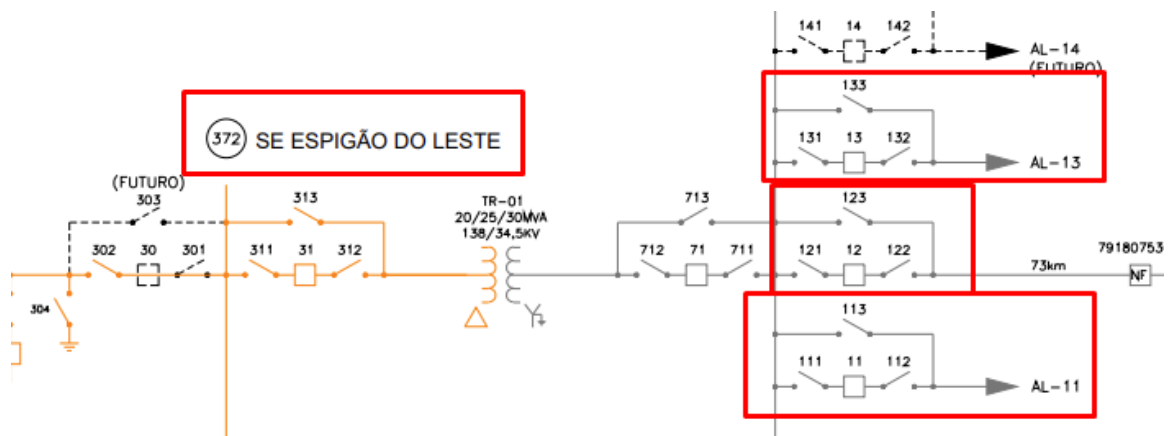 141 14 142
AL-14
(FUTURO)
133
131 13 132
AL-13
372 SE ESPIGÃO DO LESTE
(FUTURO)
303
313
302 30 301
311 31 312
304
TR-01
20/25/30MVA
138/34,5KV
713
712 71 711
123
121 12 122
73km
79180753
NF
113
111 11 112
AL-11